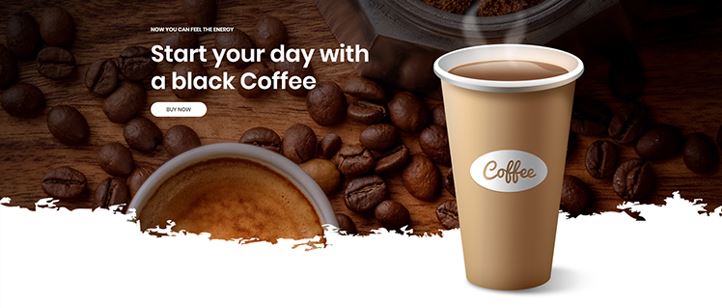 NOW YOU CAN FEEL THE ENERGY
Start your day with
a black Coffee
BUY NOW
Coffee